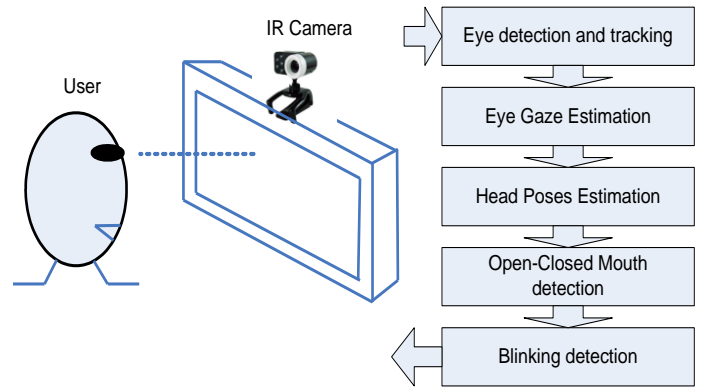 IR Camera
User
Eye detection and tracking
Eye Gaze Estimation
Head Poses Estimation
Open-Closed Mouth
detection
Blinking detection